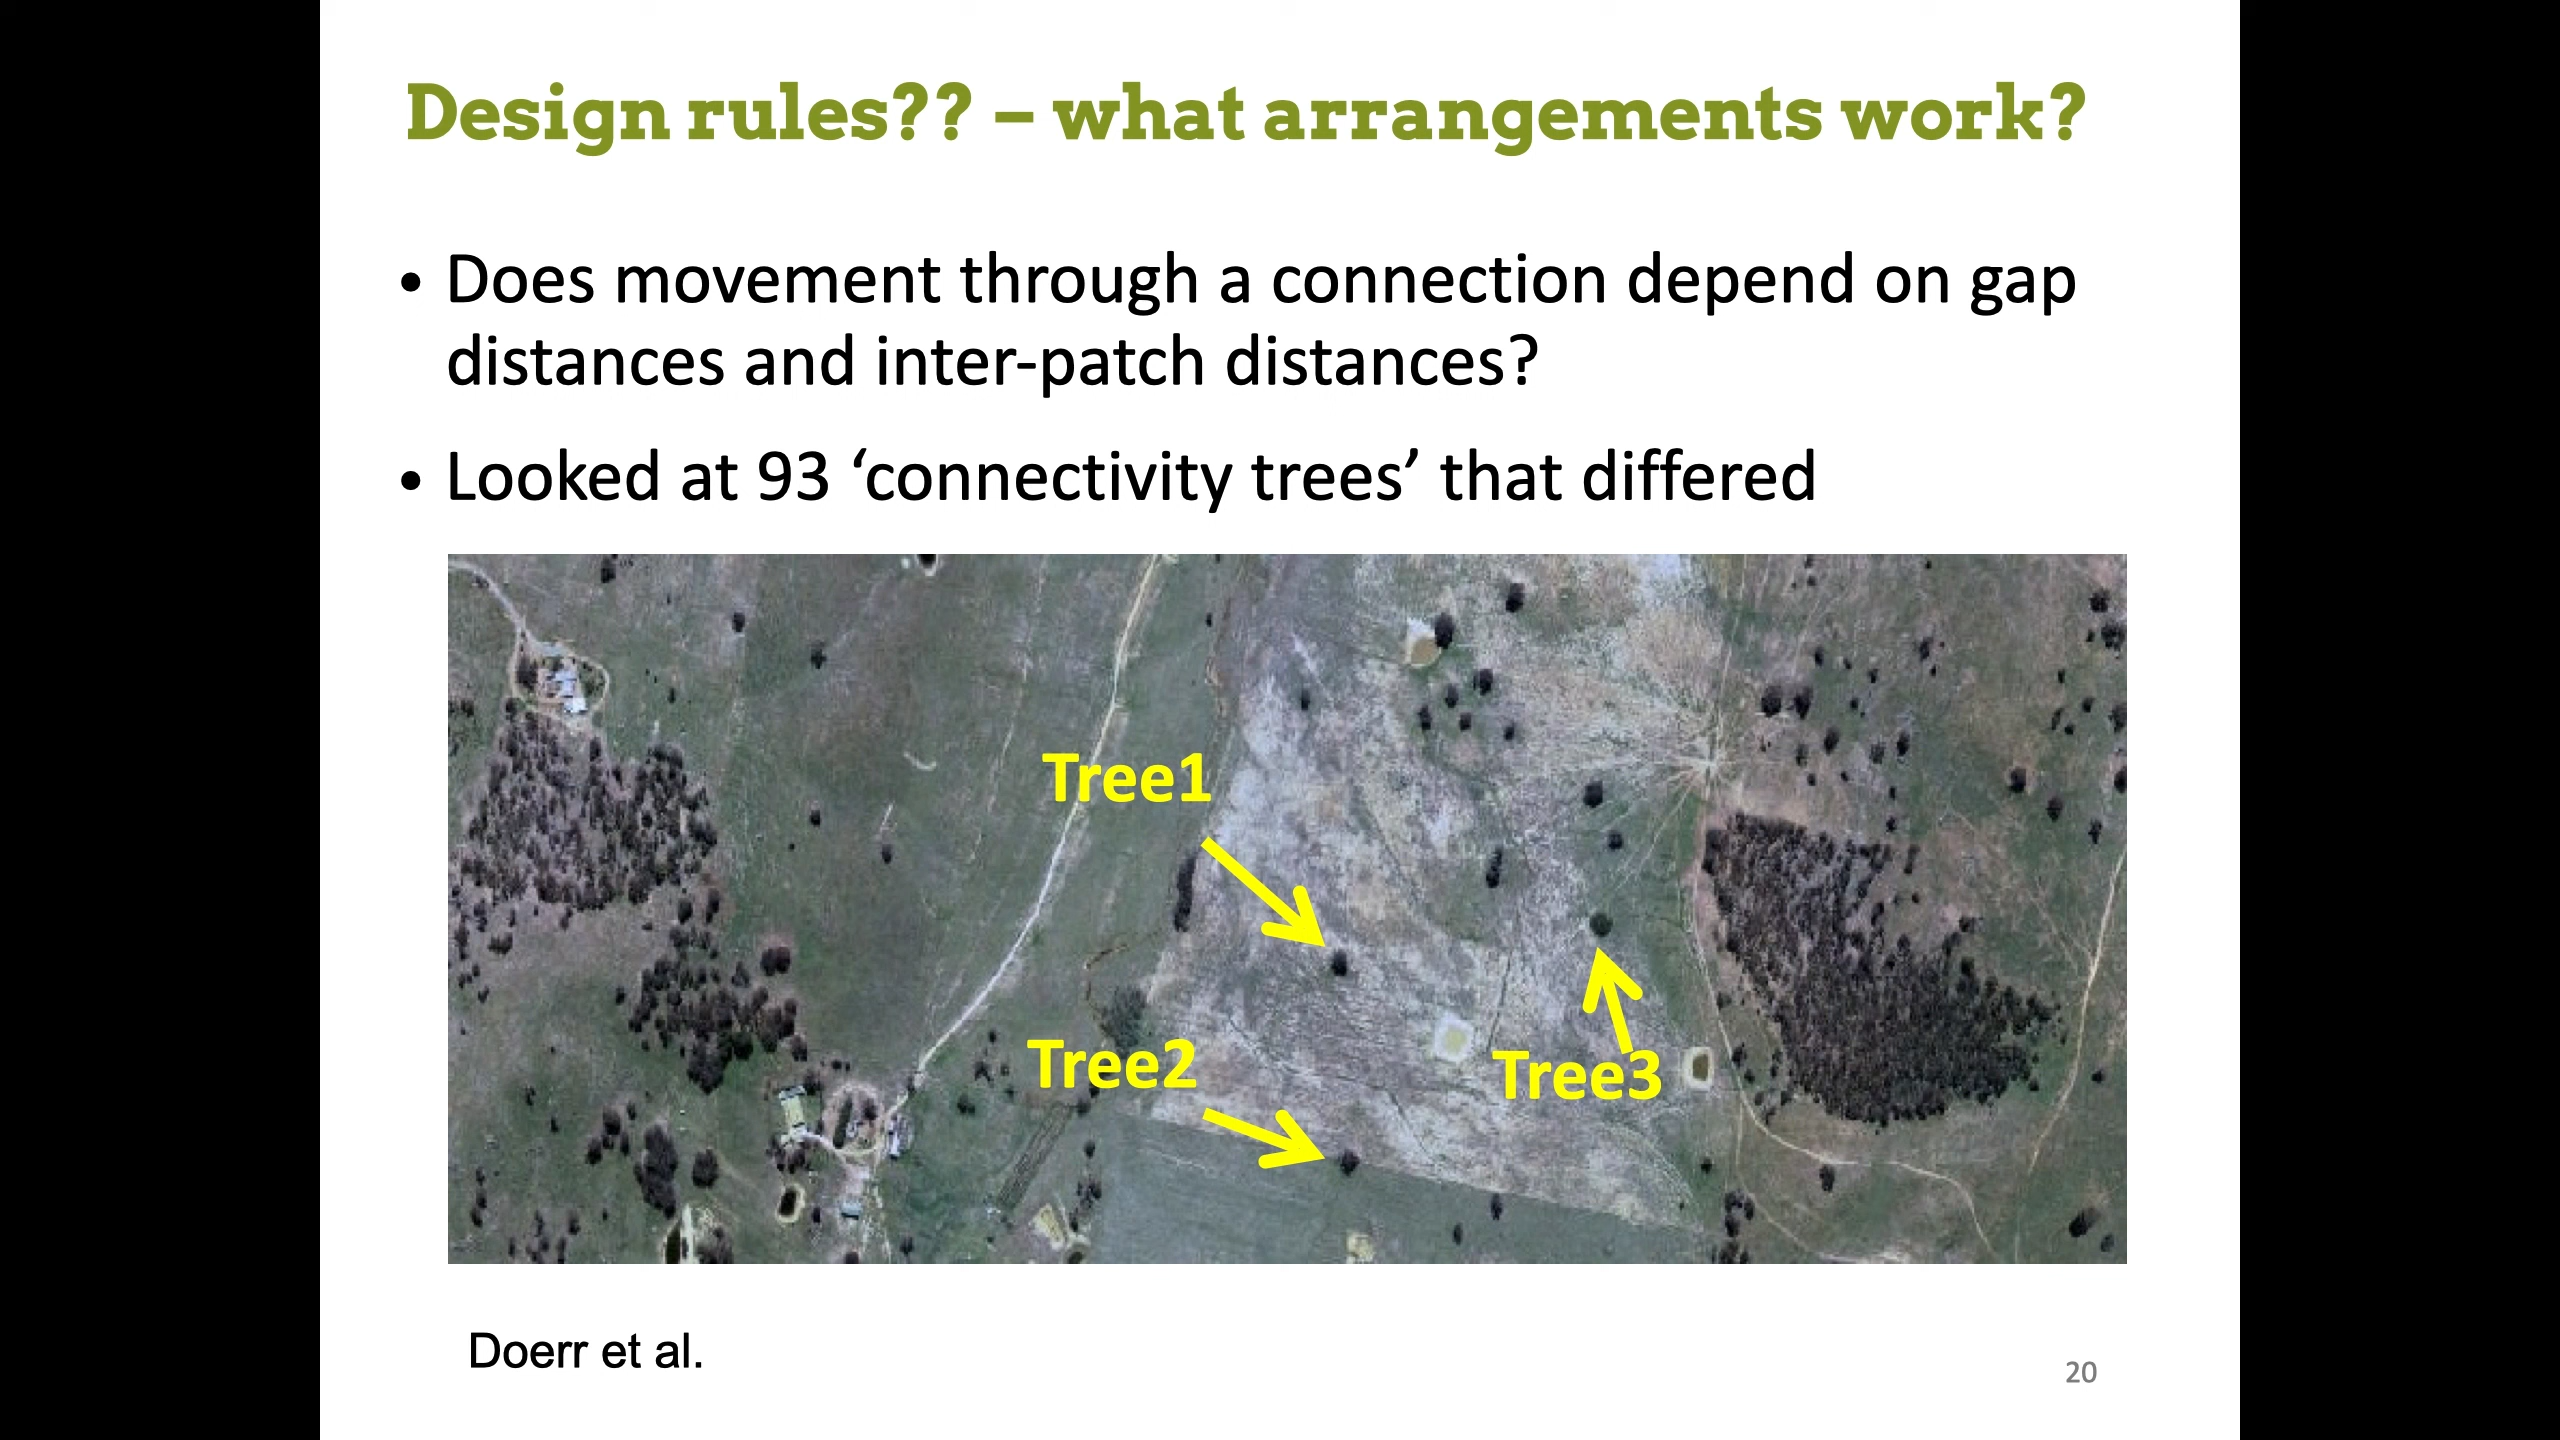 Design rules?? – what arrangements work?
• Does movement through a connection depend on gap
distances and inter-patch distances?
• Looked at 93 ‘connectivity trees’ that differed
Tree1
Tree2
Tree3
Doerr et al.
20